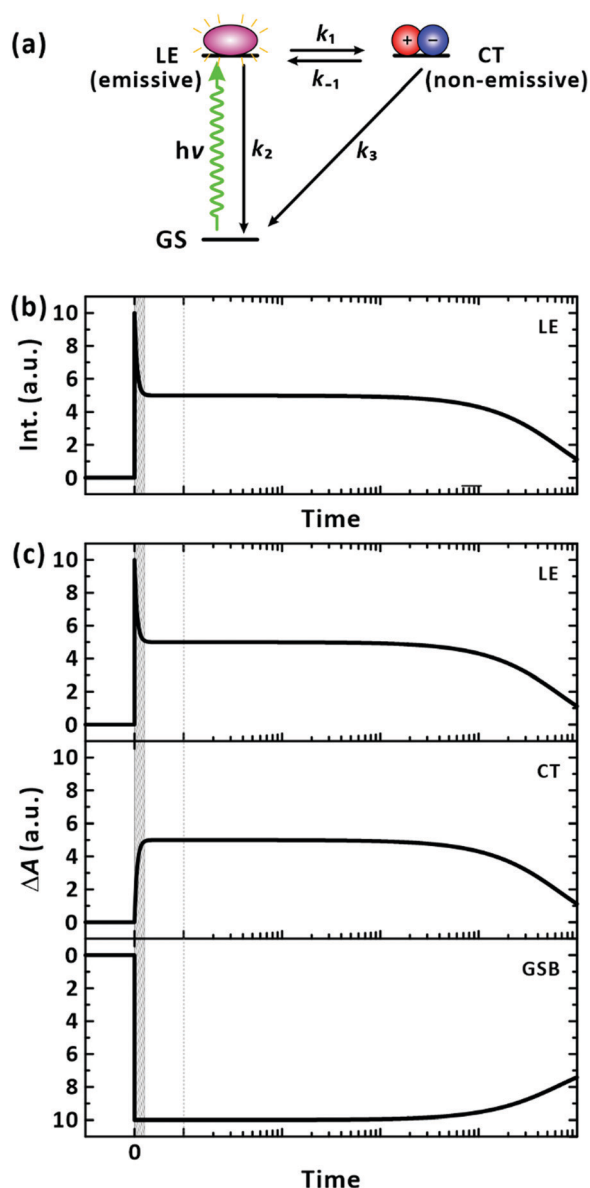 (a)
k₁
LE
(emissive)
+
−
CT
(non-emissive)
k₋₁
hν
k₂
k₃
GS
(b)
LE
Int. (a.u.)
10
8
6
4
2
0
Time
(c)
LE
10
8
6
4
2
0
CT
ΔA (a.u.)
10
8
6
4
2
0
GSB
0
2
4
6
8
10
0
Time